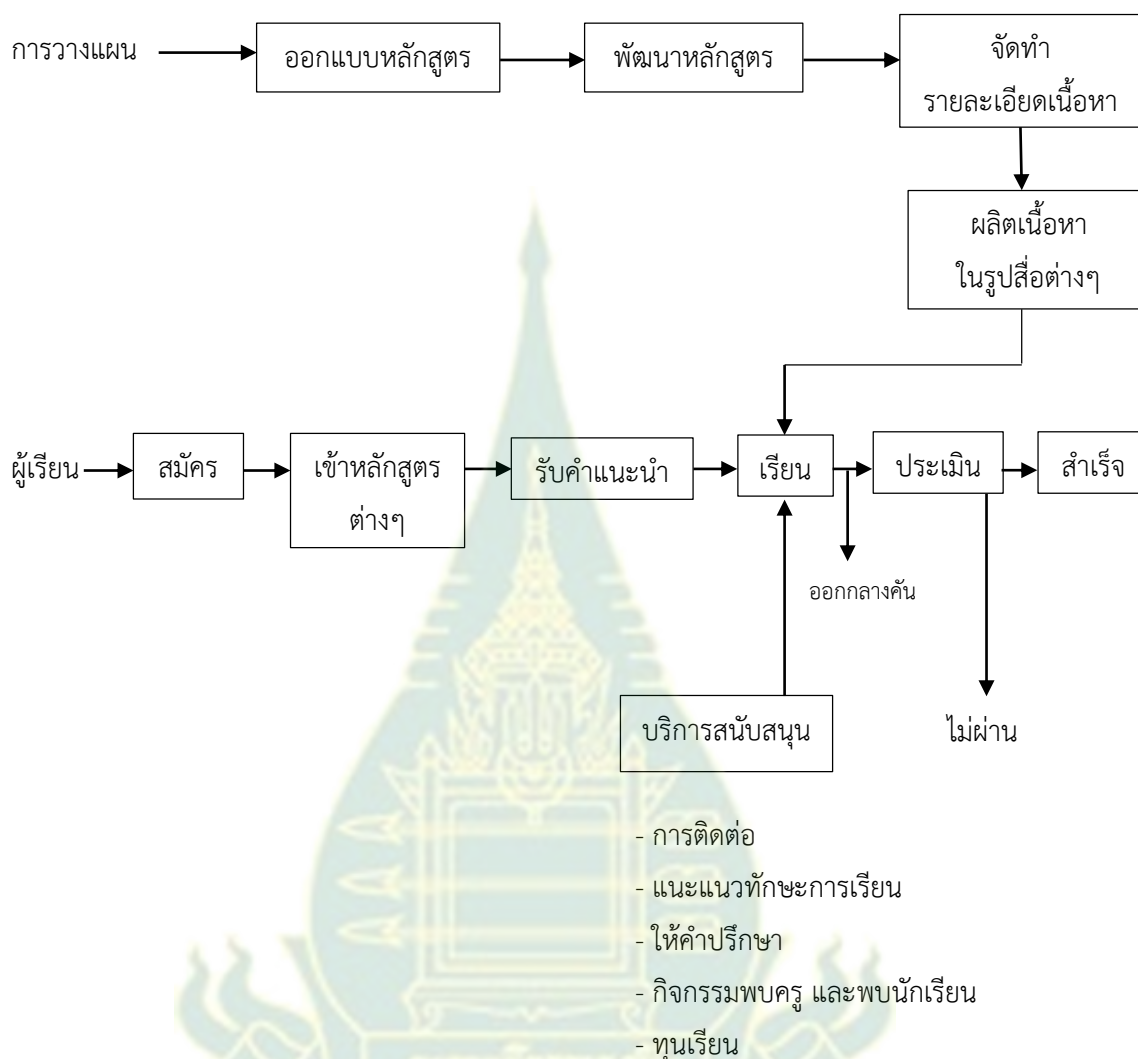 การวางแผน
ออกแบบหลักสูตร
พัฒนาหลักสูตร
จัดทำ
รายละเอียดเนื้อหา
ผลิตเนื้อหา
ในรูปสื่อต่างๆ
ผู้เรียน
สมัคร
เข้าหลักสูตร
ต่างๆ
รับคำแนะนำ
เรียน
ประเมิน
สำเร็จ
ออกกลางคัน
บริการสนับสนุน
ไม่ผ่าน
- การติดต่อ
- แนะแนวทักษะการเรียน
- ให้คำปรึกษา
- กิจกรรมพบครู และพบนักเรียน
- ทุนเรียน